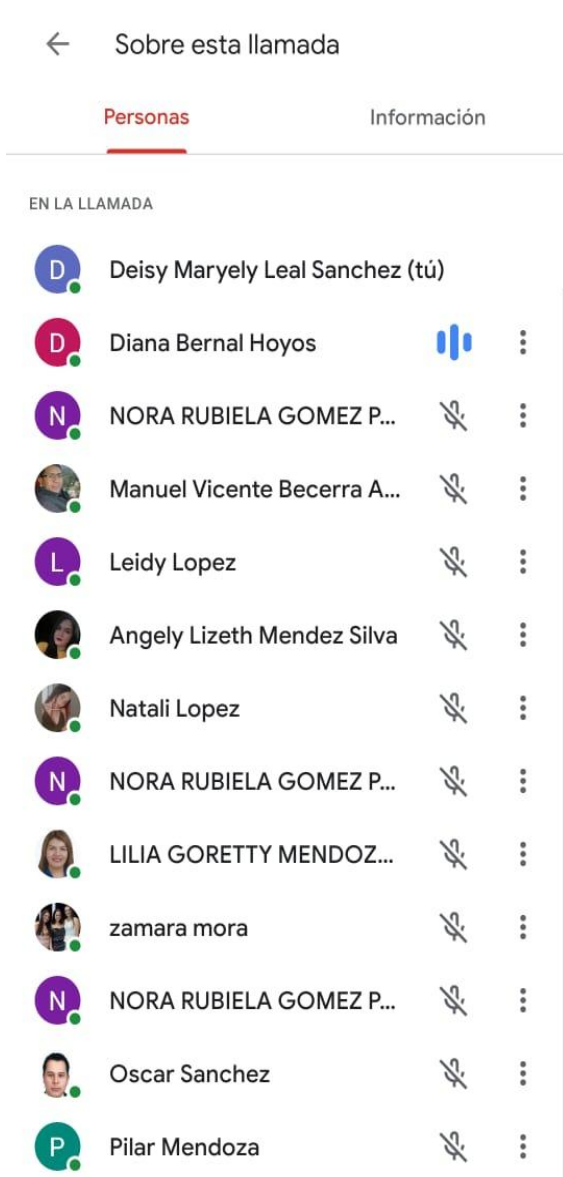 Sobre esta llamada
Personas Información
EN LA LLAMADA
D Deisy Maryely Leal Sanchez (tú)
D Diana Bernal Hoyos
N NORA RUBIELA GOMEZ P...
Manuel Vicente Becerra A...
L Leidy Lopez
Angely Lizeth Mendez Silva
Natali Lopez
N NORA RUBIELA GOMEZ P...
LILIA GORETTY MENDOZ...
zamara mora
N NORA RUBIELA GOMEZ P...
Oscar Sanchez
P Pilar Mendoza